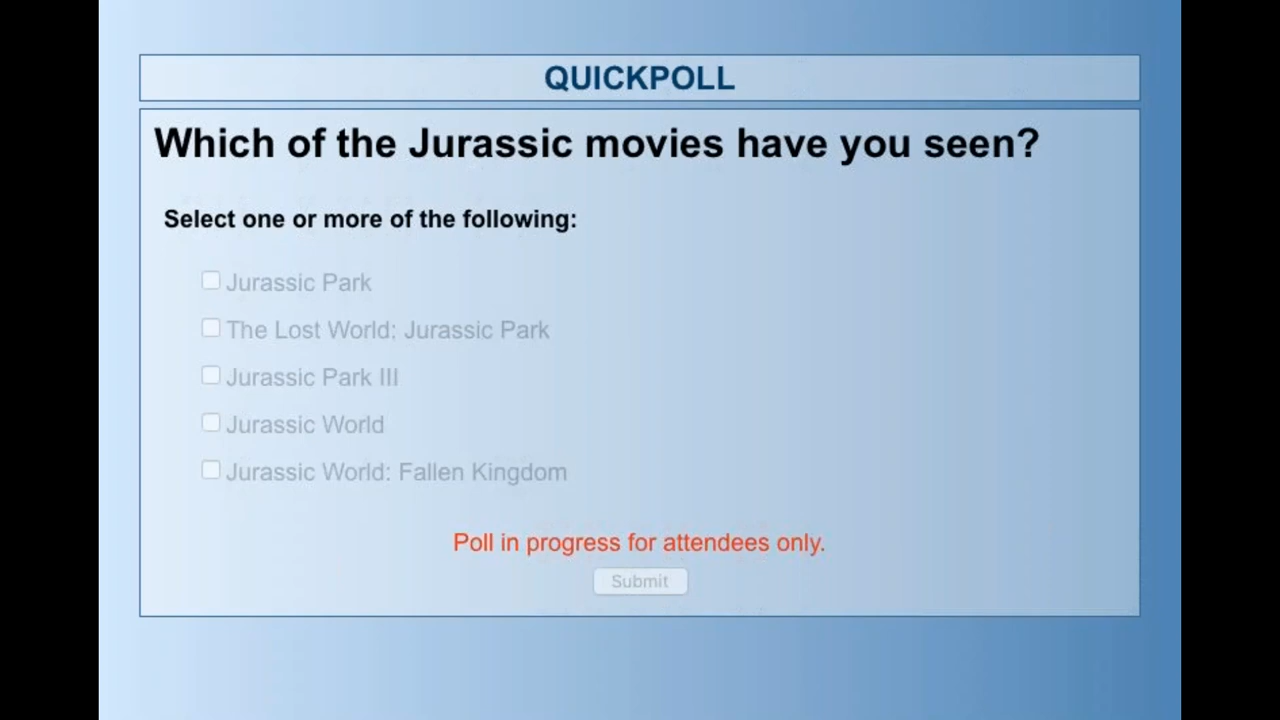 QUICKPOLL
Which of the Jurassic movies have you seen?
Select one or more of the following:
Jurassic Park
The Lost World: Jurassic Park
Jurassic Park III
Jurassic World
Jurassic World: Fallen Kingdom
Poll in progress for attendees only.
Submit